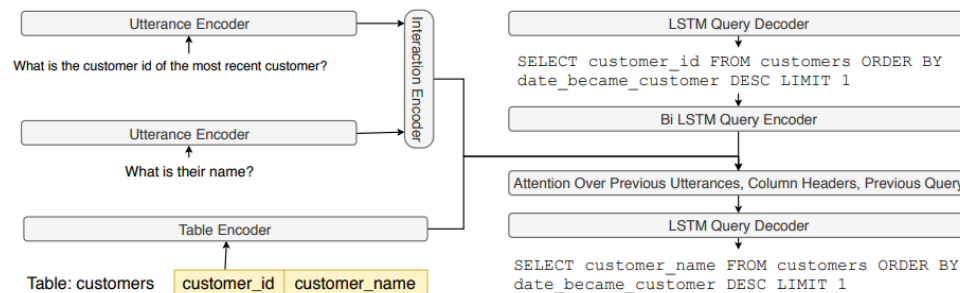 Utterance Encoder
What is the customer id of the most recent customer?
Interaction Encoder
Utterance Encoder
What is their name?
Table Encoder
Table: customers
customer_id
customer_name
LSTM Query Decoder
SELECT customer_id FROM customers ORDER BY
date_became_customer DESC LIMIT 1
Bi LSTM Query Encoder
Attention Over Previous Utterances, Column Headers, Previous Query
LSTM Query Decoder
SELECT customer_name FROM customers ORDER BY
date_became_customer DESC LIMIT 1